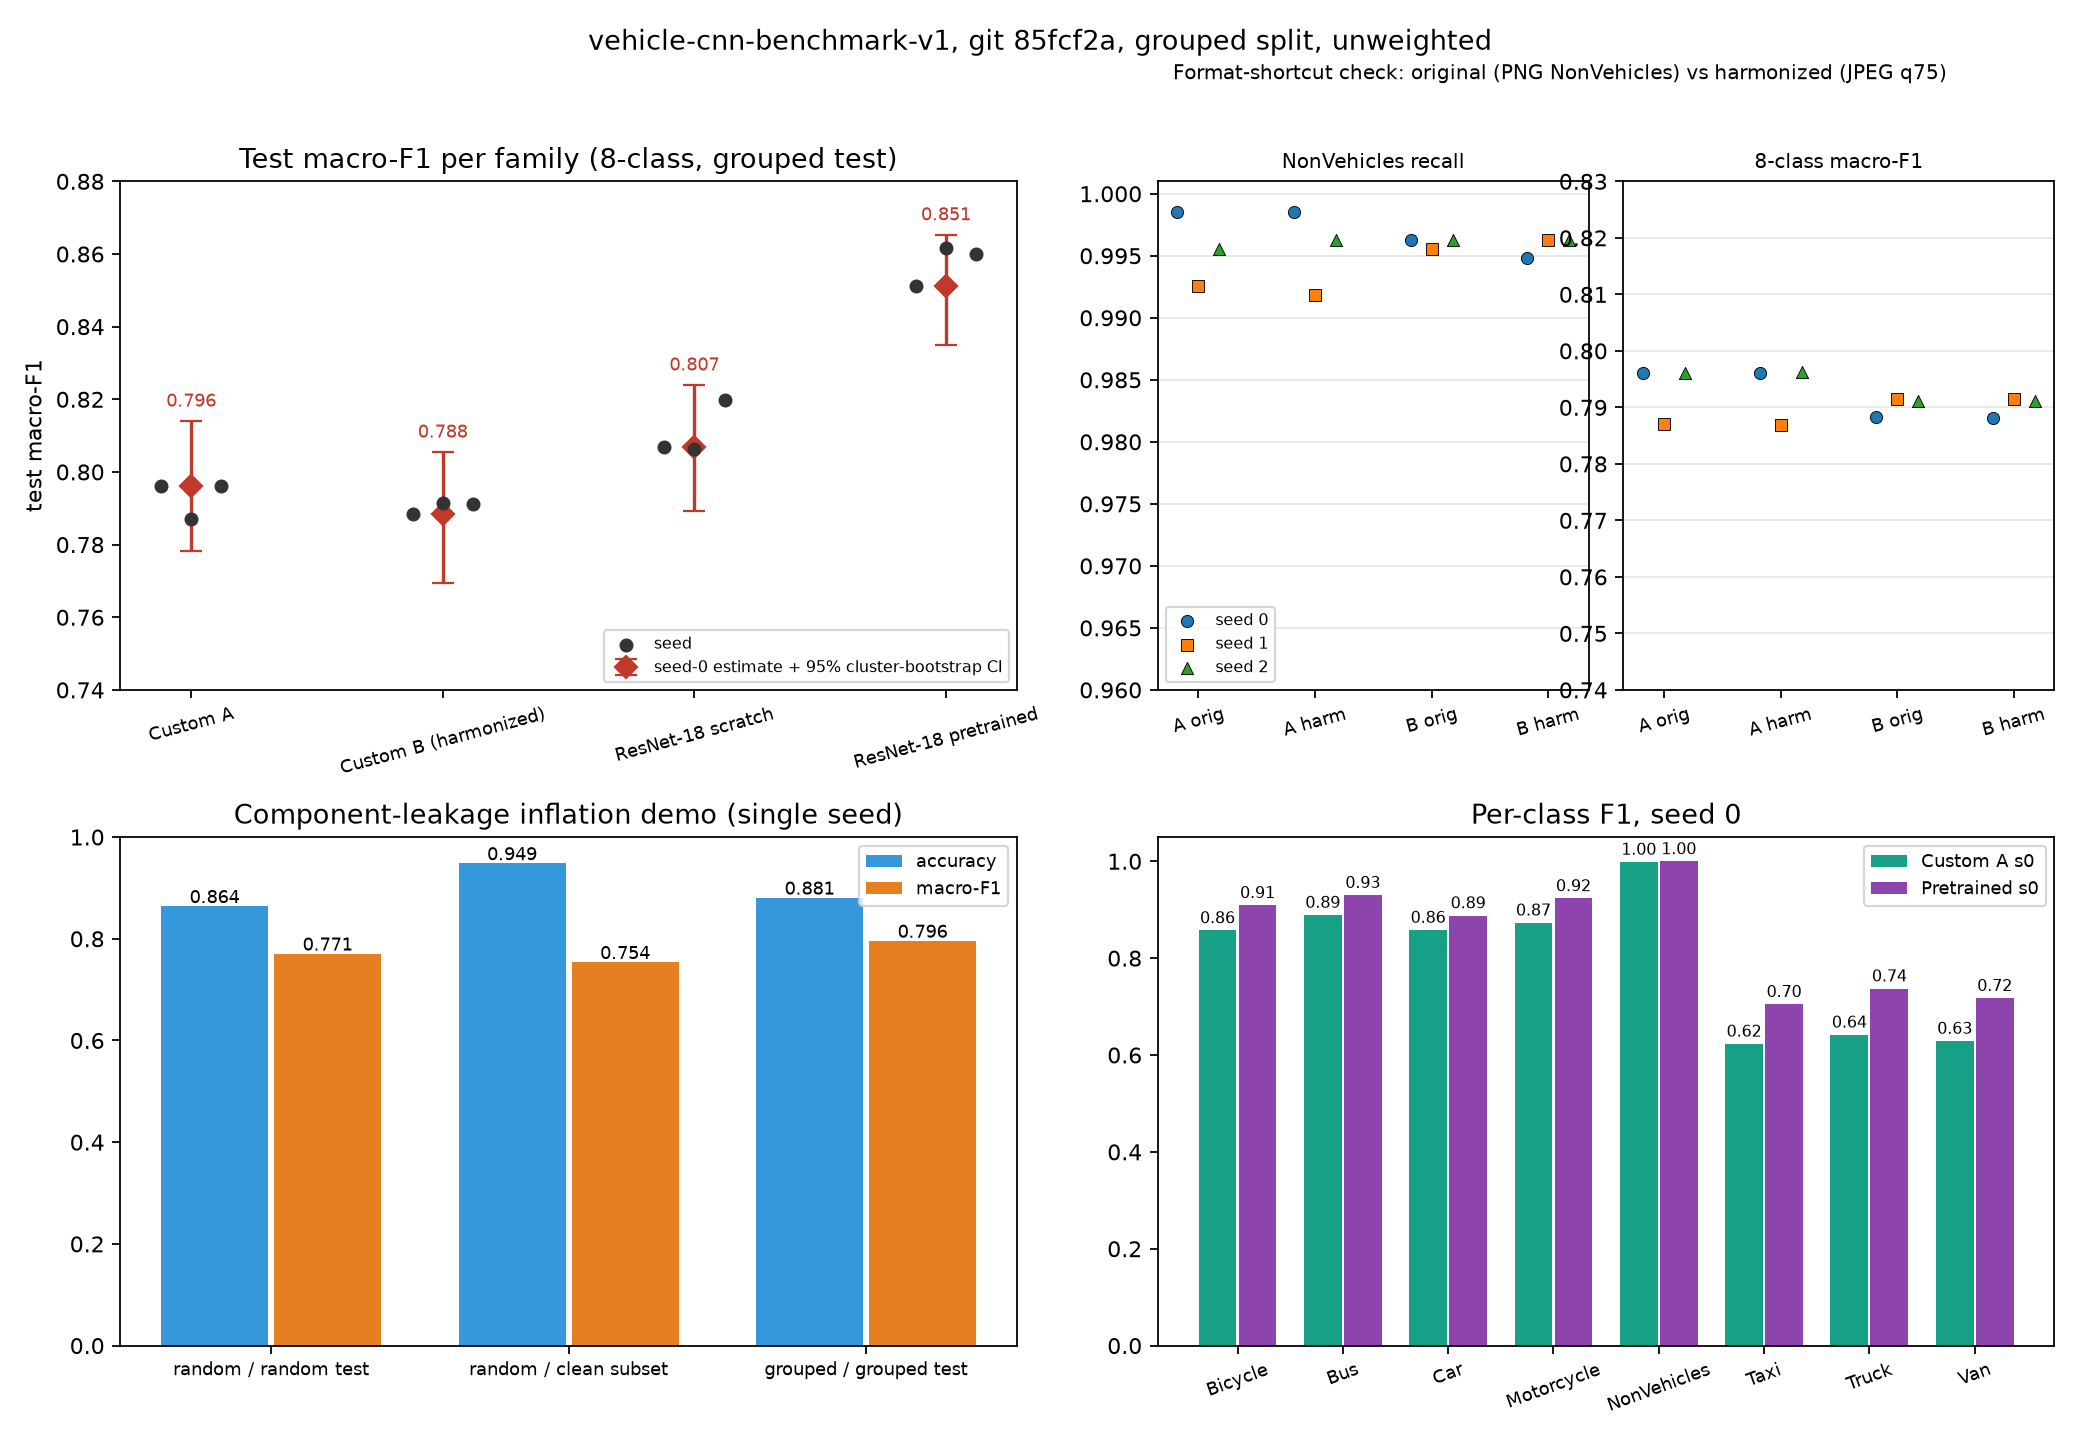 vehicle-cnn-benchmark-v1, git 85fcf2a, grouped split, unweighted
Format-shortcut check: original (PNG NonVehicles) vs harmonized (JPEG q75)
Test macro-F1 per family (8-class, grouped test)
test macro-F1
0.88
0.86
0.84
0.82
0.80
0.78
0.76
0.74
0.796
0.788
0.807
0.851
seed
seed-0 estimate + 95% cluster-bootstrap CI
Custom A
Custom B (harmonized)
ResNet-18 scratch
ResNet-18 pretrained
NonVehicles recall
1.000
0.995
0.990
0.985
0.980
0.975
0.970
0.965
0.960
seed 0
seed 1
seed 2
A orig
A harm
B orig
B harm
8-class macro-F1
0.83
0.82
0.81
0.80
0.79
0.78
0.77
0.76
0.75
0.74
A orig
A harm
B orig
B harm
Component-leakage inflation demo (single seed)
1.0
0.8
0.6
0.4
0.2
0.0
0.864
0.771
0.949
0.754
0.881
0.796
accuracy
macro-F1
random / random test
random / clean subset
grouped / grouped test
Per-class F1, seed 0
1.0
0.8
0.6
0.4
0.2
0.0
0.86
0.91
0.89
0.93
0.86
0.89
0.87
0.92
1.00
1.00
0.62
0.70
0.64
0.74
0.63
0.72
Custom A s0
Pretrained s0
Bicycle
Bus
Car
Motorcycle
NonVehicles
Taxi
Truck
Van